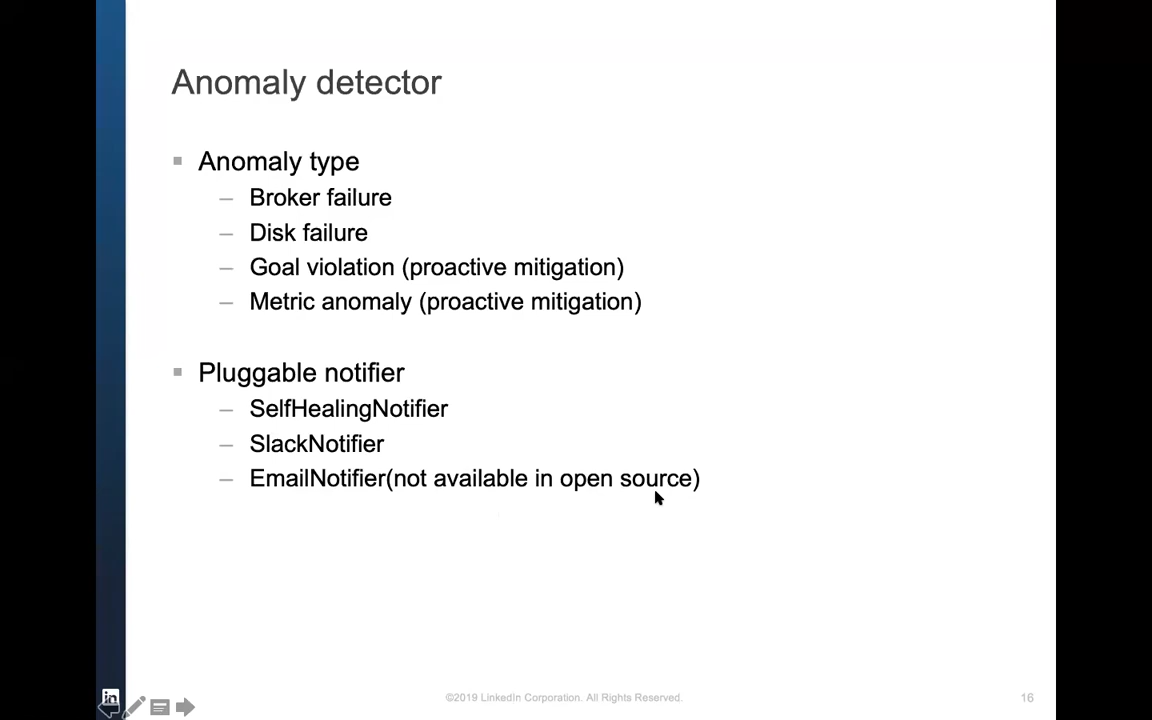 Anomaly detector
Anomaly type
– Broker failure
– Disk failure
– Goal violation (proactive mitigation)
– Metric anomaly (proactive mitigation)
Pluggable notifier
– SelfHealingNotifier
– SlackNotifier
– EmailNotifier(not available in open source)
in
©2019 LinkedIn Corporation. All Rights Reserved.
16